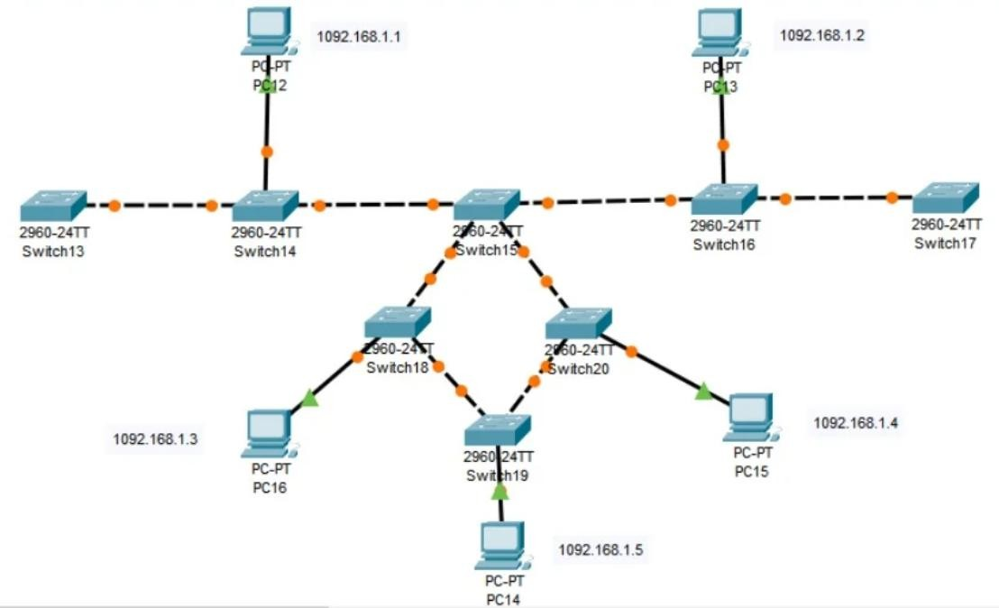 1092.168.1.1
1092.168.1.2
PC-PT
PC12
PC-PT
PC13
2960-24TT
Switch13
2960-24TT
Switch14
2960-24TT
Switch15
2960-24TT
Switch16
2960-24TT
Switch17
2960-24TT
Switch18
2960-24TT
Switch20
1092.168.1.3
PC-PT
PC16
2960-24TT
Switch19
1092.168.1.4
PC-PT
PC15
1092.168.1.5
PC-PT
PC14